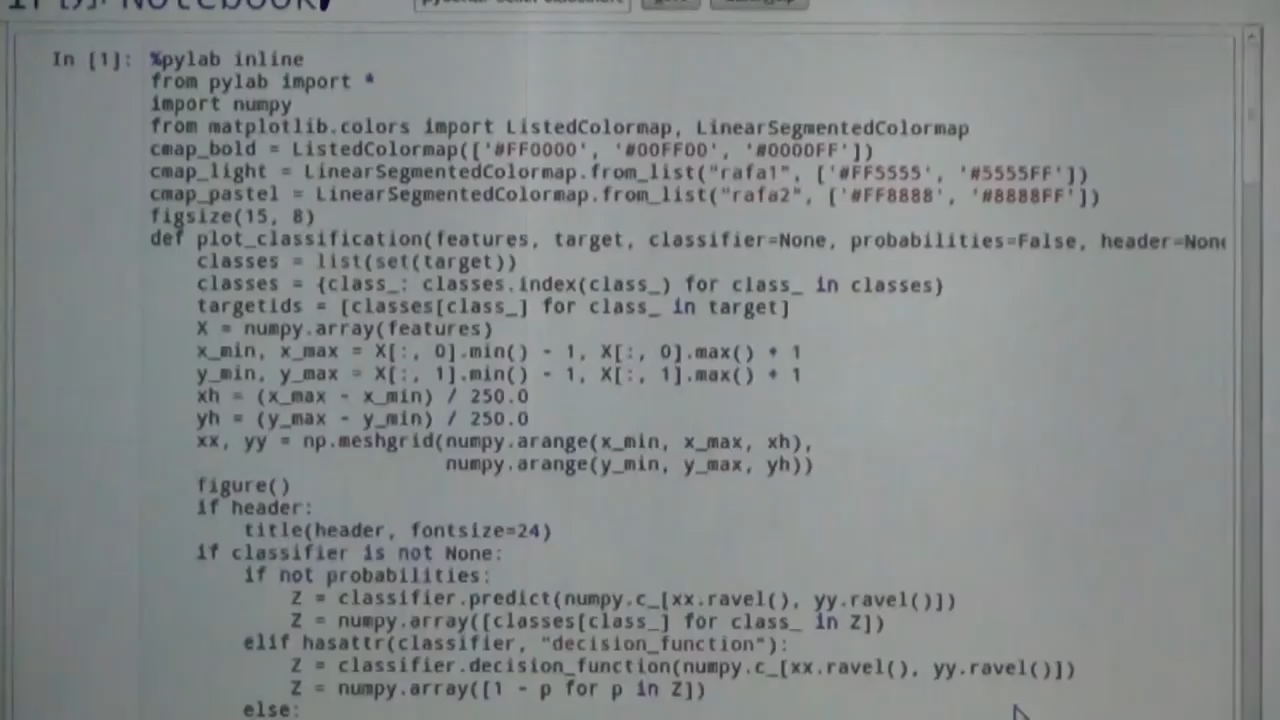 Notebook
In [1]: %pylab inline
from pylab import *
import numpy
from matplotlib.colors import ListedColormap, LinearSegmentedColormap
cmap_bold = ListedColormap(['#FF0000', '#00FF00', '#0000FF'])
cmap_light = LinearSegmentedColormap.from_list("rafa1", ['#FF5555', '#5555FF'])
cmap_pastel = LinearSegmentedColormap.from_list("rafa2", ['#FF8888', '#8888FF'])
figsize(15, 8)
def plot_classification(features, target, classifier=None, probabilities=False, header=None
classes = list(set(target))
classes = {class_: classes.index(class_) for class_ in classes}
targetids = [classes[class_] for class_ in target]
X = numpy.array(features)
x_min, x_max = X[:, 0].min() - 1, X[:, 0].max() + 1
y_min, y_max = X[:, 1].min() - 1, X[:, 1].max() + 1
xh = (x_max - x_min) / 250.0
yh = (y_max - y_min) / 250.0
xx, yy = np.meshgrid(numpy.arange(x_min, x_max, xh),
numpy.arange(y_min, y_max, yh))
figure()
if header:
title(header, fontsize=24)
if classifier is not None:
if not probabilities:
Z = classifier.predict(numpy.c_[xx.ravel(), yy.ravel()])
Z = numpy.array([classes[class_] for class_ in Z])
elif hasattr(classifier, "decision_function"):
Z = classifier.decision_function(numpy.c_[xx.ravel(), yy.ravel()])
Z = numpy.array([1 - p for p in Z])
else: